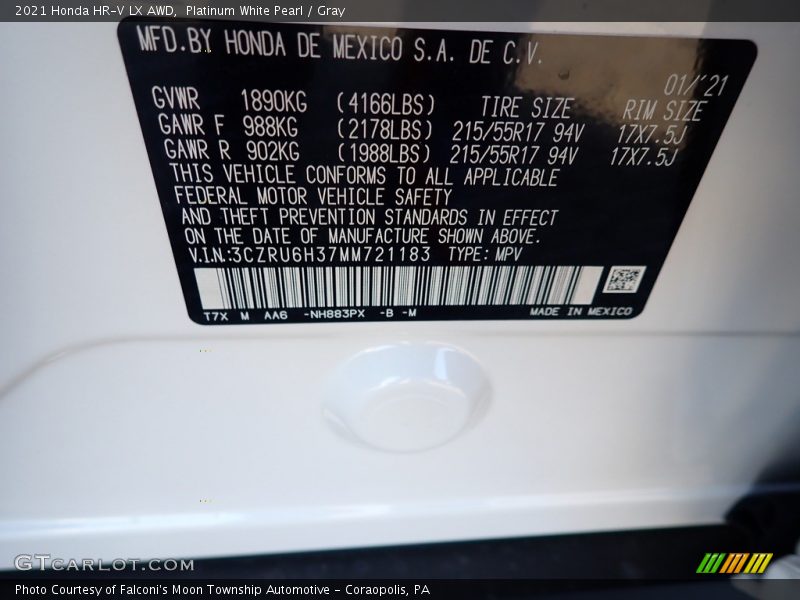 2021 Honda HR-V LX AWD,  Platinum White Pearl / Gray
MFD.BY HONDA DE MEXICO S.A. DE C.V.
01/'21
GVWR 1890KG (4166LBS) TIRE SIZE RIM SIZE
GAWR F 988KG (2178LBS) 215/55R17 94V 17X7.5J
GAWR R 902KG (1988LBS) 215/55R17 94V 17X7.5J
THIS VEHICLE CONFORMS TO ALL APPLICABLE
FEDERAL MOTOR VEHICLE SAFETY
AND THEFT PREVENTION STANDARDS IN EFFECT
ON THE DATE OF MANUFACTURE SHOWN ABOVE.
V.I.N:3CZRU6H37MM721183 TYPE: MPV
T7X M AA6 -NH883PX -B -M MADE IN MEXICO
GTCARLOT.COM
Photo Courtesy of Falconi's Moon Township Automotive - Coraopolis, PA